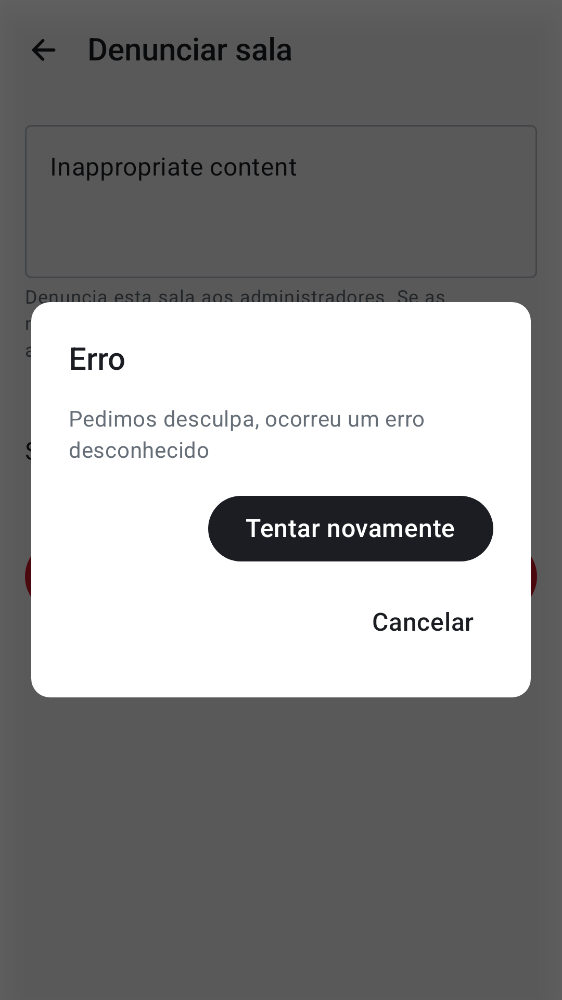 Denunciar sala
Inappropriate content
Denuncia esta sala aos administradores. Se as
Erro
Pedimos desculpa, ocorreu um erro
desconhecido
Tentar novamente
Cancelar